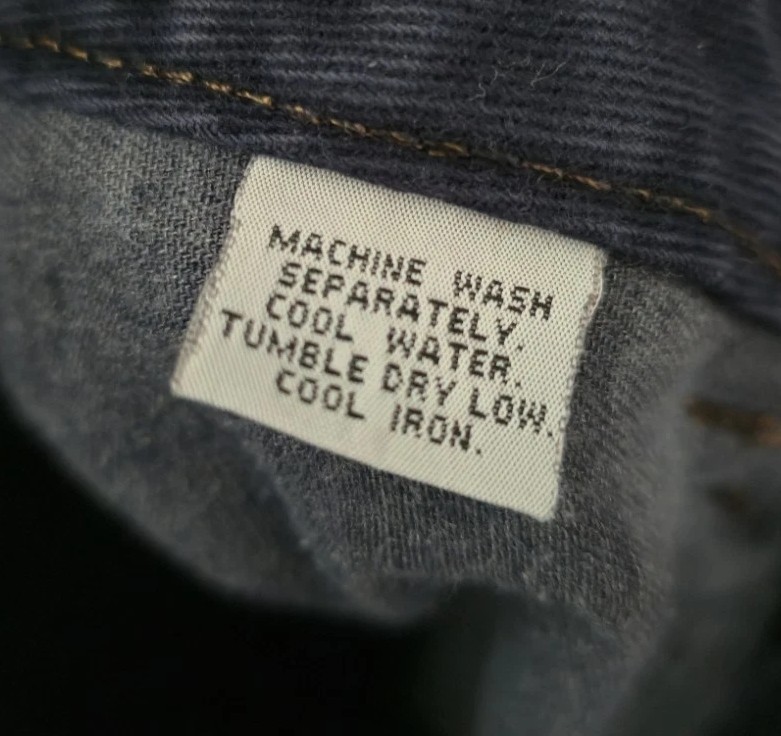 MACHINE WASH
SEPARATELY.
COOL WATER.
TUMBLE DRY LOW.
COOL IRON.